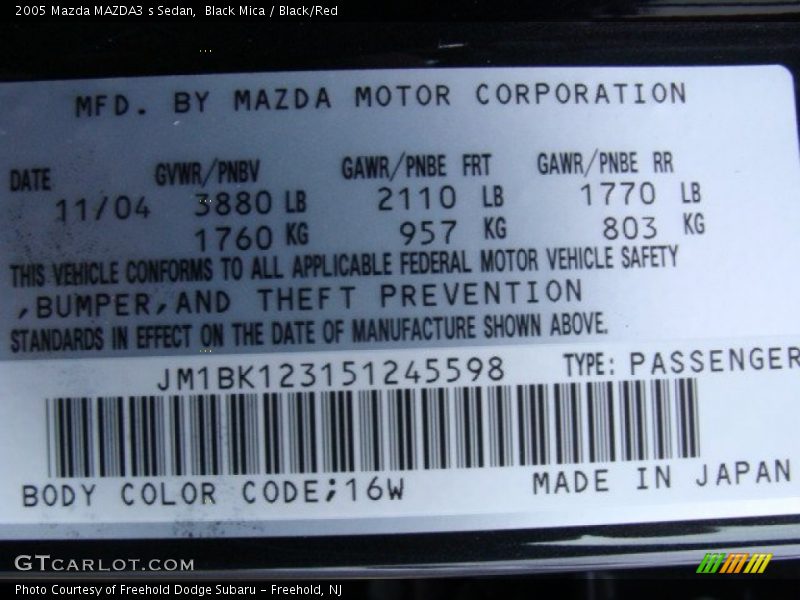 2005 Mazda MAZDA3 s Sedan,  Black Mica / Black/Red
MFD. BY MAZDA MOTOR CORPORATION
DATE GVWR/PNBV GAWR/PNBE FRT GAWR/PNBE RR
11/04 3880 LB 2110 LB 1770 LB
1760 KG 957 KG 803 KG
THIS VEHICLE CONFORMS TO ALL APPLICABLE FEDERAL MOTOR VEHICLE SAFETY
,BUMPER,AND THEFT PREVENTION
STANDARDS IN EFFECT ON THE DATE OF MANUFACTURE SHOWN ABOVE.
JM1BK123151245598 TYPE: PASSENGER
BODY COLOR CODE;16W MADE IN JAPAN
GTCARLOT.COM
Photo Courtesy of Freehold Dodge Subaru - Freehold, NJ